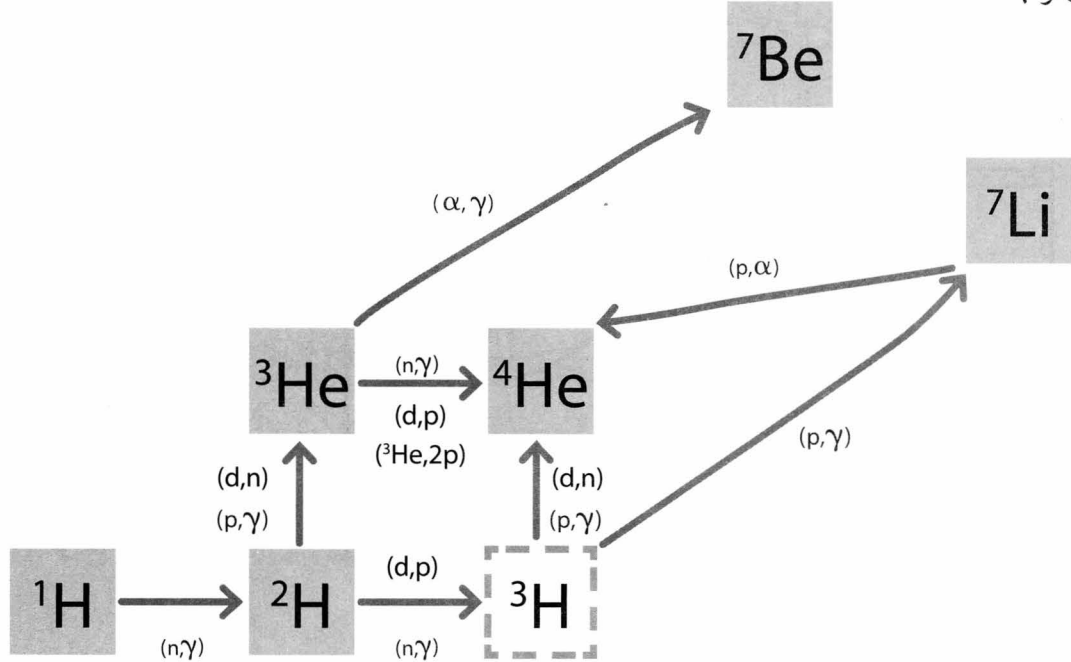 ⁷Be
⁷Li
(α,γ)
(p,α)
³He
(n,γ)
⁴He
(d,p)
(³He,2p)
(p,γ)
(d,n)
(p,γ)
(d,n)
(p,γ)
¹H
(n,γ)
²H
(d,p)
(n,γ)
³H